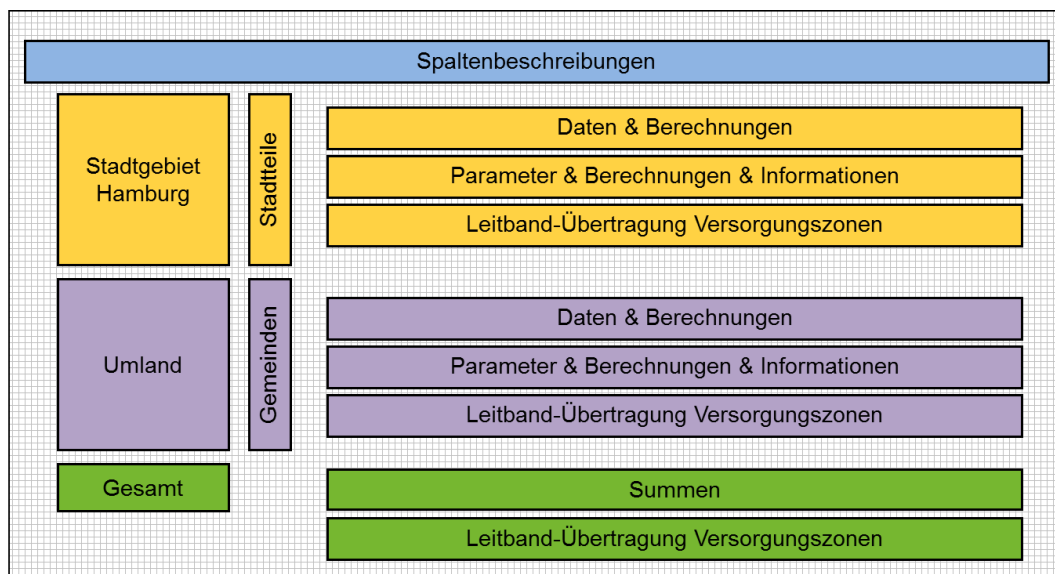 Spaltenbeschreibungen
Stadtgebiet
Hamburg
Stadtteile
Daten & Berechnungen
Parameter & Berechnungen & Informationen
Leitband-Übertragung Versorgungszonen
Umland
Gemeinden
Daten & Berechnungen
Parameter & Berechnungen & Informationen
Leitband-Übertragung Versorgungszonen
Gesamt
Summen
Leitband-Übertragung Versorgungszonen